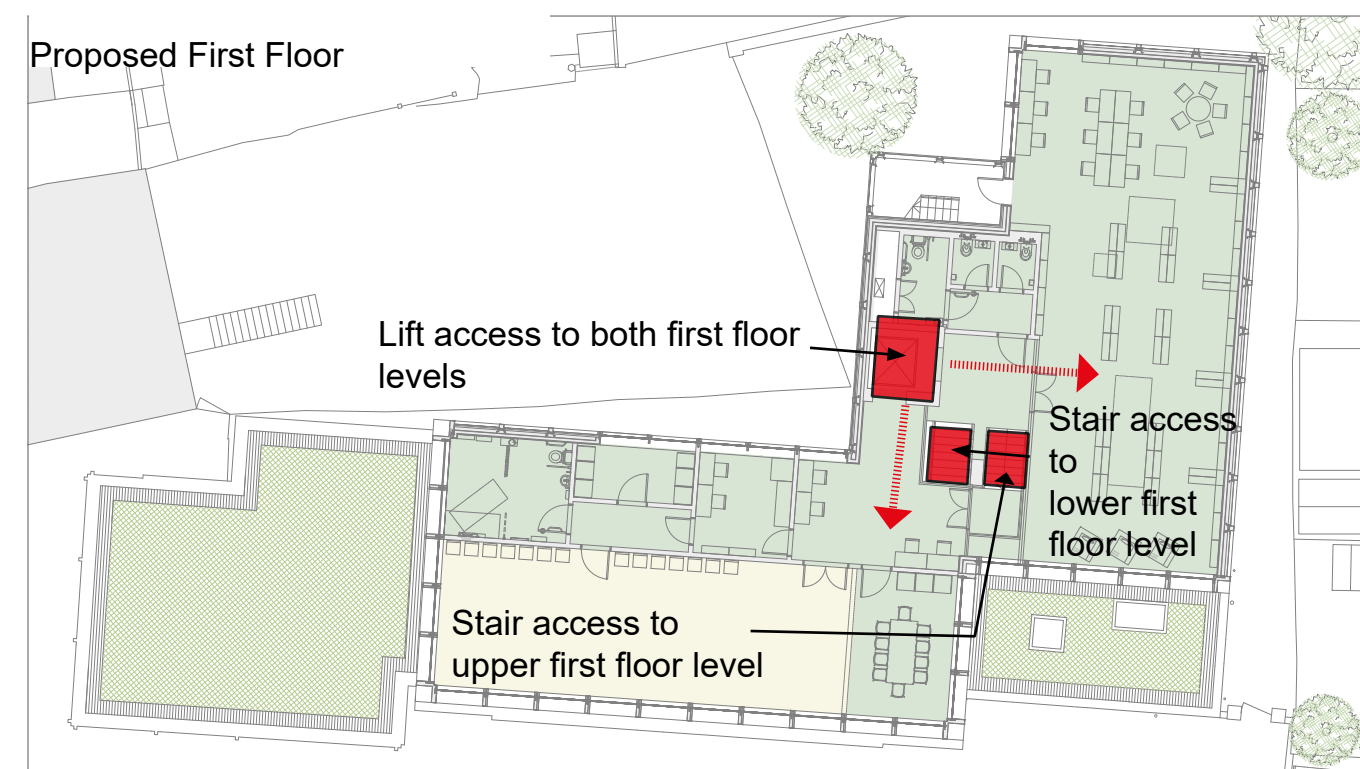 Proposed First Floor
Lift access to both first floor
levels
Stair access
to
lower first
floor level
Stair access to
upper first floor level